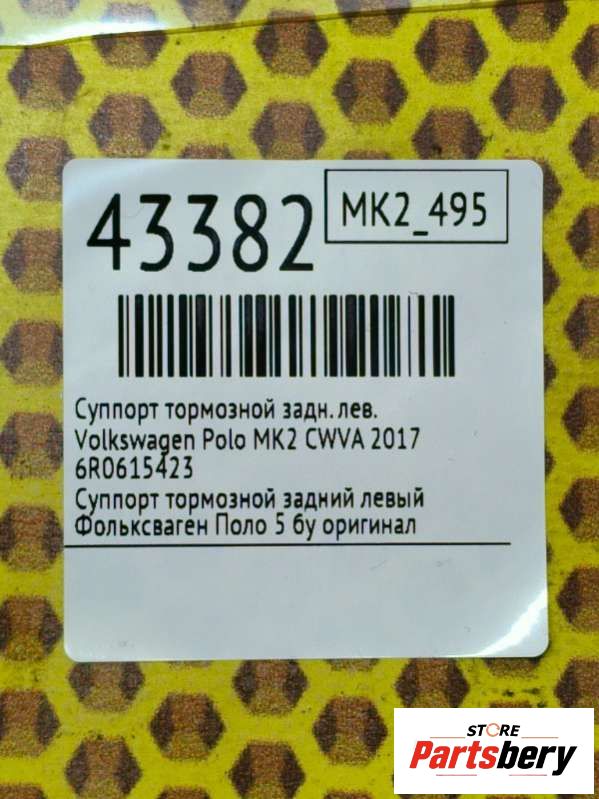 43382
MK2_495
Суппорт тормозной задн. лев.
Volkswagen Polo MK2 CWVA 2017
6R0615423
Суппорт тормозной задний левый
Фольксваген Поло 5 бу оригинал
STORE
Partsbery